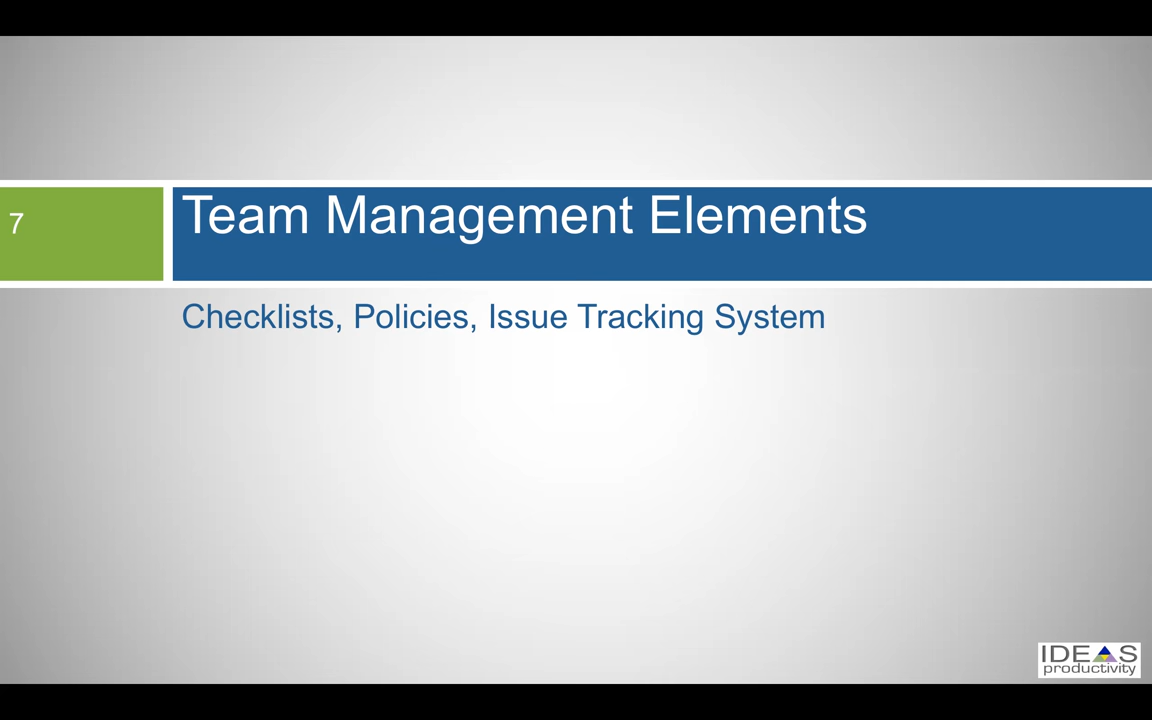 7
Team Management Elements
Checklists, Policies, Issue Tracking System
IDEAS
productivity